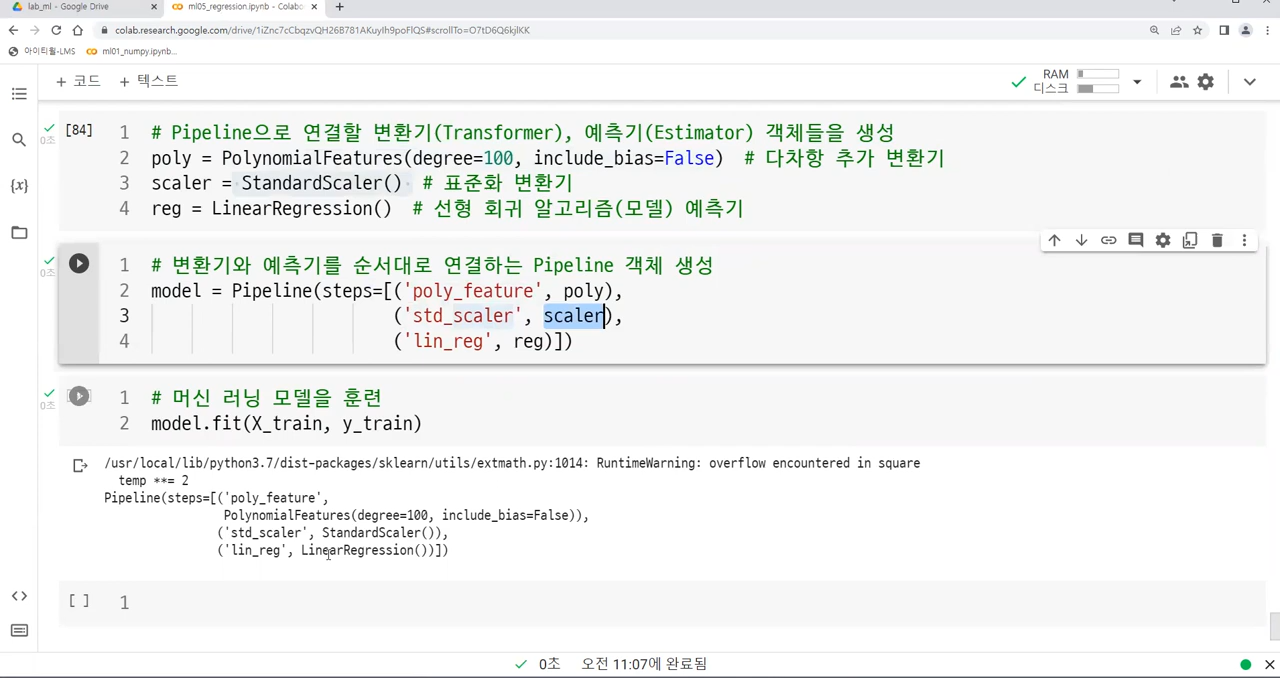 lab_ml - Google Drive
ml05_regression.ipynb - Colabo
colab.research.google.com/drive/1iZnc7cCbqzvQH26B781AKuyIh9poFlQS#scrollTo=O7tD6Q6kjlKK
아이티윌-LMS
ml01_numpy.ipynb...
+ 코드 + 텍스트
RAM
디스크
[84]
0초
1 # Pipeline으로 연결할 변환기(Transformer), 예측기(Estimator) 객체들을 생성
2 poly = PolynomialFeatures(degree=100, include_bias=False) # 다차항 추가 변환기
3 scaler = StandardScaler() # 표준화 변환기
4 reg = LinearRegression() # 선형 회귀 알고리즘(모델) 예측기
0초
1 # 변환기와 예측기를 순서대로 연결하는 Pipeline 객체 생성
2 model = Pipeline(steps=[('poly_feature', poly),
3 ('std_scaler', scaler),
4 ('lin_reg', reg)])
0초
1 # 머신 러닝 모델을 훈련
2 model.fit(X_train, y_train)
/usr/local/lib/python3.7/dist-packages/sklearn/utils/extmath.py:1014: RuntimeWarning: overflow encountered in square
temp **= 2
Pipeline(steps=[('poly_feature',
PolynomialFeatures(degree=100, include_bias=False)),
('std_scaler', StandardScaler()),
('lin_reg', LinearRegression())])
[ ] 1
0초 오전 11:07에 완료됨